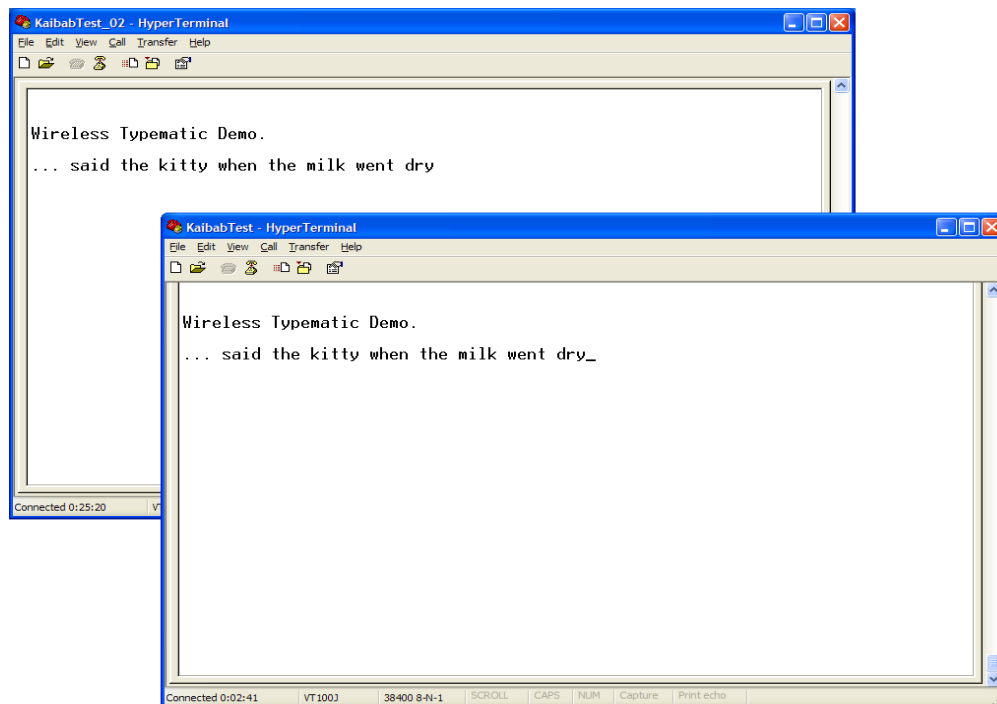 KaibabTest_02 - HyperTerminal
File Edit View Call Transfer Help
Wireless Typematic Demo.
... said the kitty when the milk went dry
Connected 0:25:20
KaibabTest - HyperTerminal
File Edit View Call Transfer Help
Wireless Typematic Demo.
... said the kitty when the milk went dry_
Connected 0:02:41 VT100J 38400 8-N-1 SCROLL CAPS NUM Capture Print echo